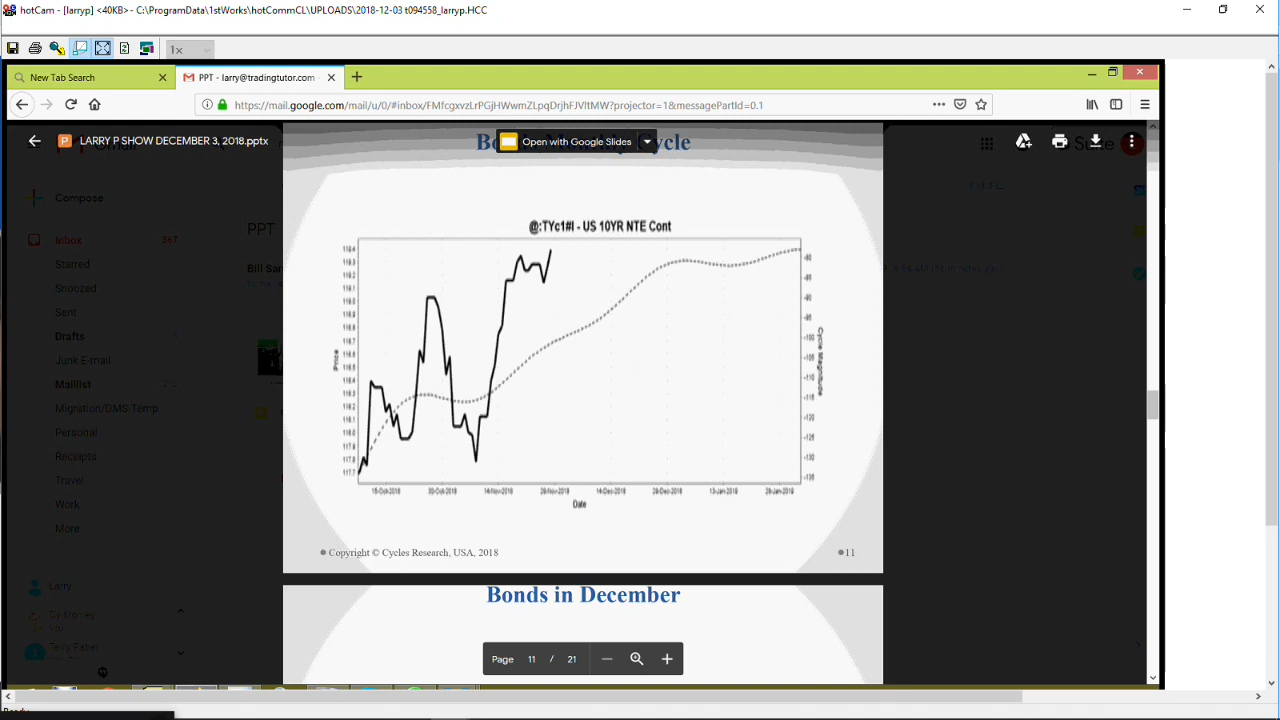 hotCam - [larryp] <40KB> - C:\ProgramData\1stWorks\hotCommCL\UPLOADS\2018-12-03 t094558_larryp.HCC
1x
New Tab Search
PPT - larry@tradingtutor.com
https://mail.google.com/mail/u/0/#inbox/FMfcgxvzLrPGjHWwmZLpqDrjhFJVltMW?projector=1&messagePartId=0.1
LARRY P SHOW DECEMBER 3, 2018.pptx
Open with Google Slides
Cycle
Compose
Inbox 367
Starred
Snoozed
Sent
Drafts
Junk E-mail
Maillist
Migration/DMS-Temp
Personal
Receipts
Travel
Work
More
Larry
PPT
@:TYc1#I - US 10YR NTE Cont
Price
Cycle Magnitude
15-Oct-2018 30-Oct-2018 14-Nov-2018 29-Nov-2018 14-Dec-2018 29-Dec-2018 13-Jan-2019 28-Jan-2019
Date
Copyright © Cycles Research, USA, 2018
11
Bonds in December
Page 11 / 21